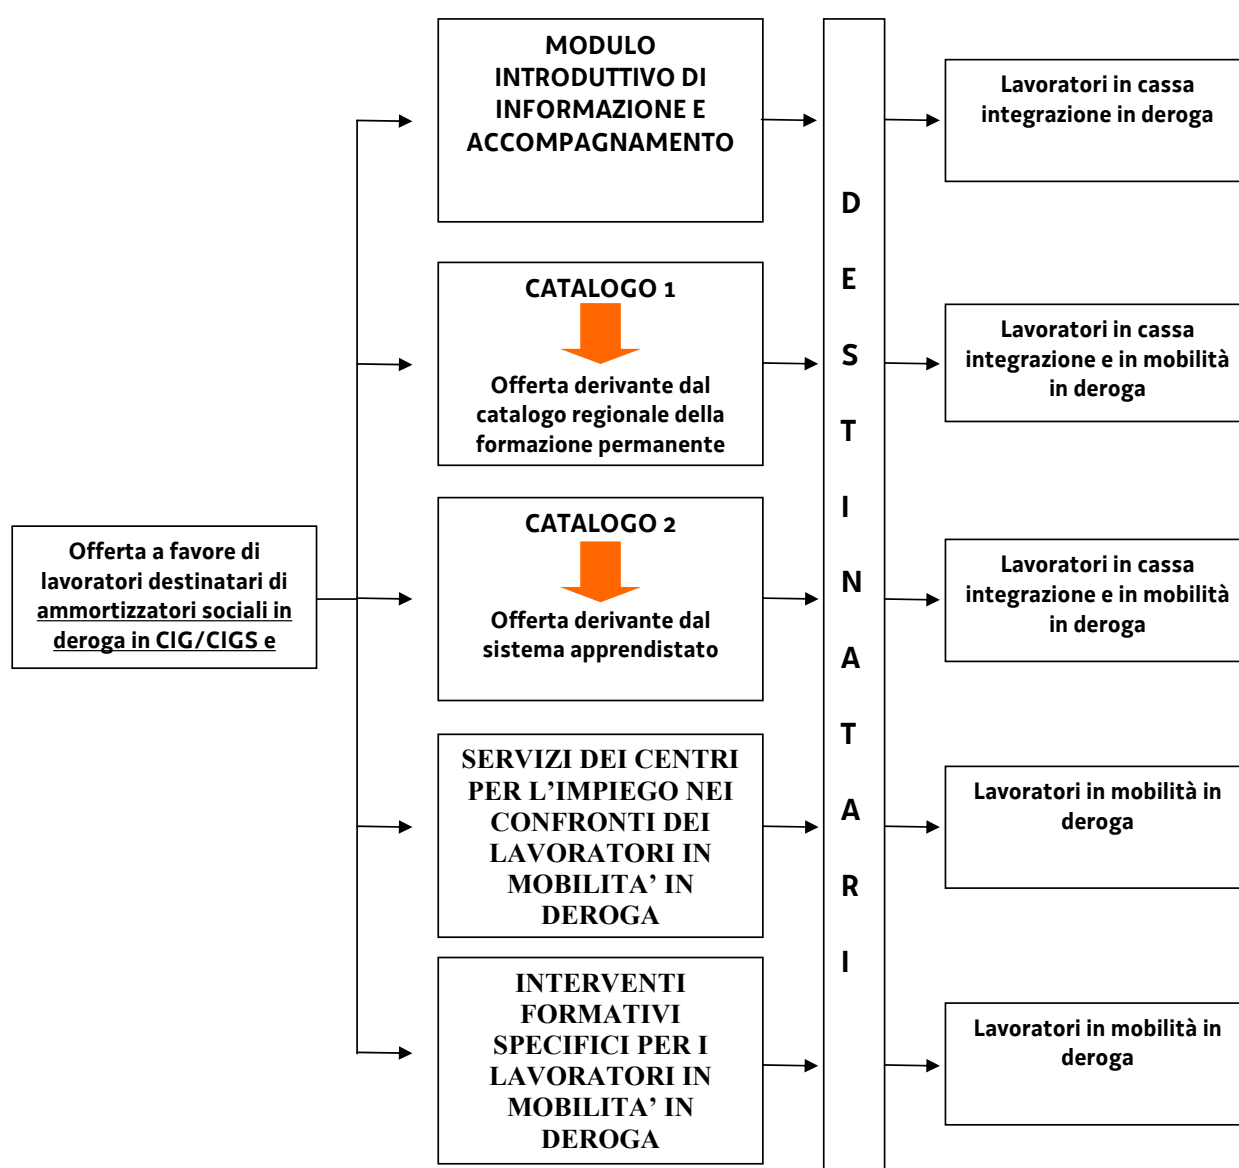 Offerta a favore di
lavoratori destinatari di
ammortizzatori sociali in
deroga in CIG/CIGS e
MODULO
INTRODUTTIVO DI
INFORMAZIONE E
ACCOMPAGNAMENTO
CATALOGO 1
Offerta derivante dal
catalogo regionale della
formazione permanente
CATALOGO 2
Offerta derivante dal
sistema apprendistato
SERVIZI DEI CENTRI
PER L’IMPIEGO NEI
CONFRONTI DEI
LAVORATORI IN
MOBILITA’ IN
DEROGA
INTERVENTI
FORMATIVI
SPECIFICI PER I
LAVORATORI IN
MOBILITA’ IN
DEROGA
D
E
S
T
I
N
A
T
A
R
I
Lavoratori in cassa
integrazione in deroga
Lavoratori in cassa
integrazione e in mobilità
in deroga
Lavoratori in cassa
integrazione e in mobilità
in deroga
Lavoratori in mobilità in
deroga
Lavoratori in mobilità in
deroga